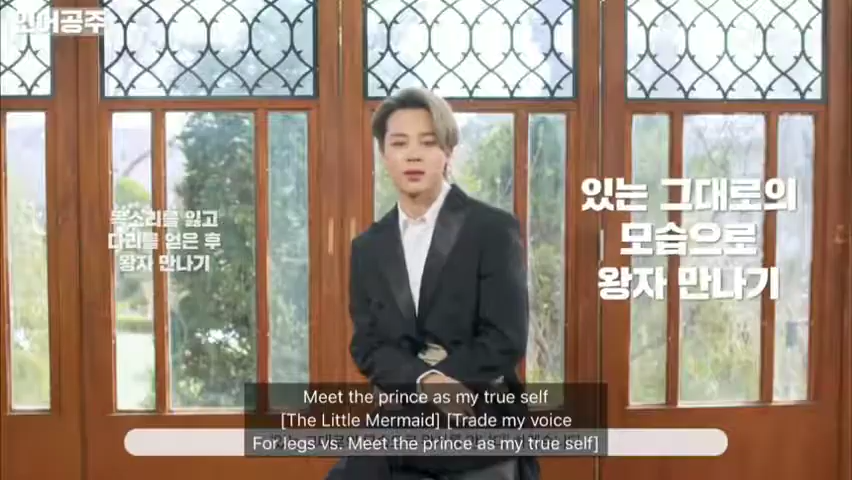 인어공주
목소리를 잃고
다리를 얻은 후
왕자 만나기
있는 그대로의
모습으로
왕자 만나기
Meet the prince as my true self
[The Little Mermaid] [Trade my voice
For legs vs. Meet the prince as my true self]